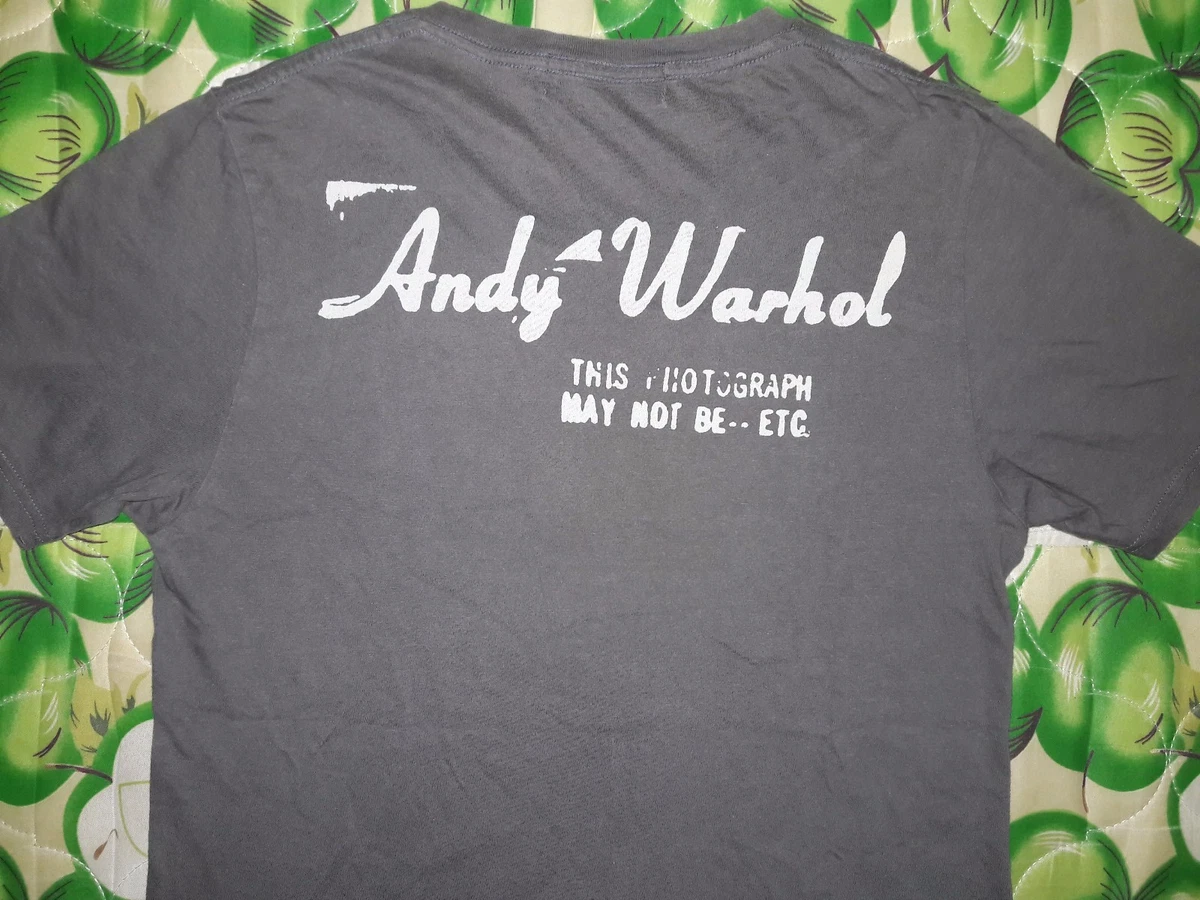 Andy Warhol
THIS PHOTOGRAPH
MAY NOT BE-- ETC.